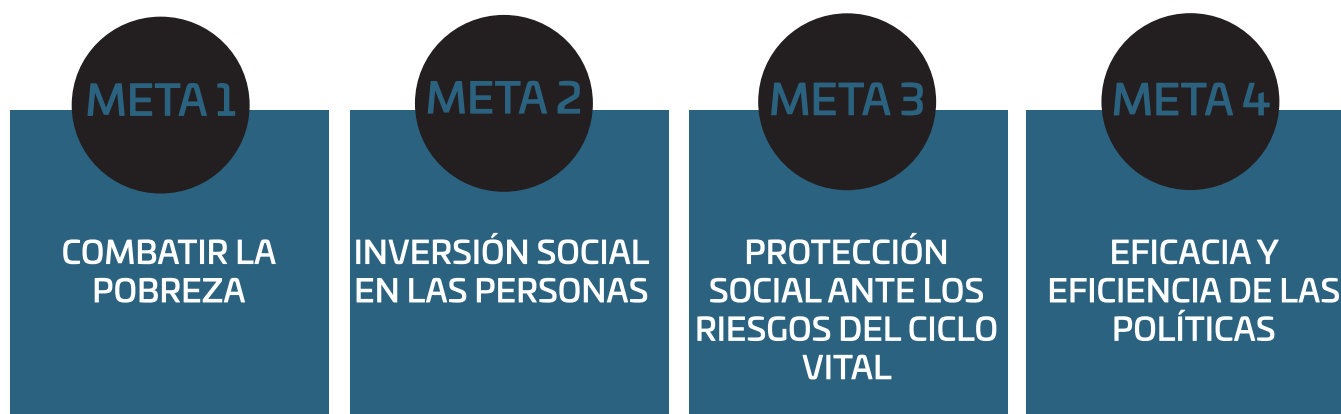 META 1
COMBATIR LA
POBREZA
META 2
INVERSIÓN SOCIAL
EN LAS PERSONAS
META 3
PROTECCIÓN
SOCIAL ANTE LOS
RIESGOS DEL CICLO
VITAL
META 4
EFICACIA Y
EFICIENCIA DE LAS
POLÍTICAS